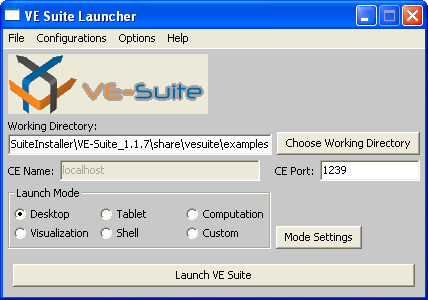 VE Suite Launcher
File Configurations Options Help
VE-Suite
Working Directory:
SuiteInstaller\VE-Suite_1.1.7\share\vesuite\examples Choose Working Directory
CE Name: localhost CE Port: 1239
Launch Mode
Desktop Tablet Computation
Visualization Shell Custom
Mode Settings
Launch VE Suite